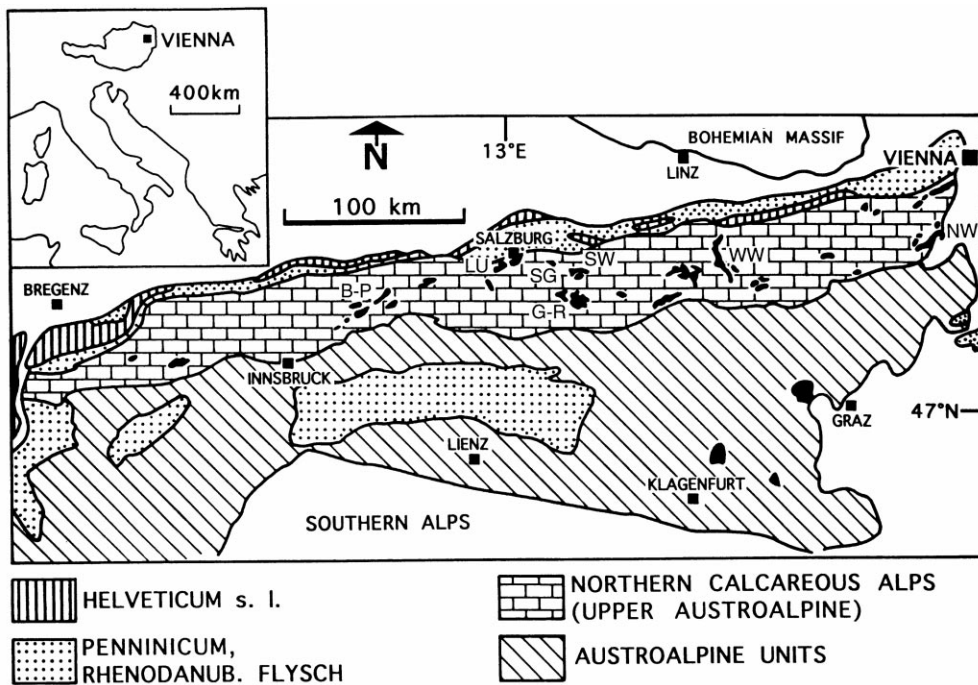 VIENNA
400km
N
13°E
BOHEMIAN MASSIF
LINZ
VIENNA
100 km
SALZBURG
NW
SW
WW
LU
SG
BREGENZ
B-P
G-R
INNSBRUCK
47°N
GRAZ
LIENZ
KLAGENFURT
SOUTHERN ALPS
HELVETICUM s. l.
PENNINICUM,
RHENODANUB. FLYSCH
NORTHERN CALCAREOUS ALPS
(UPPER AUSTROALPINE)
AUSTROALPINE UNITS